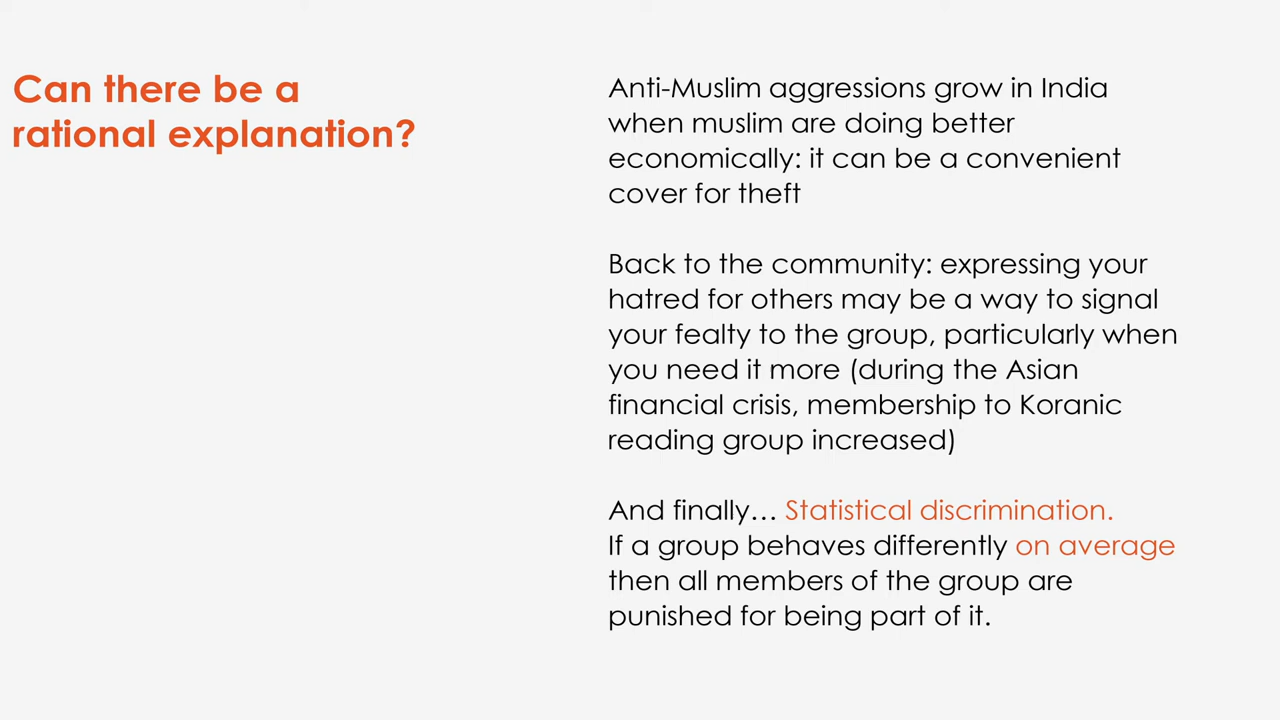 Can there be a
rational explanation?
Anti-Muslim aggressions grow in India
when muslim are doing better
economically: it can be a convenient
cover for theft
Back to the community: expressing your
hatred for others may be a way to signal
your fealty to the group, particularly when
you need it more (during the Asian
financial crisis, membership to Koranic
reading group increased)
And finally… Statistical discrimination.
If a group behaves differently on average
then all members of the group are
punished for being part of it.